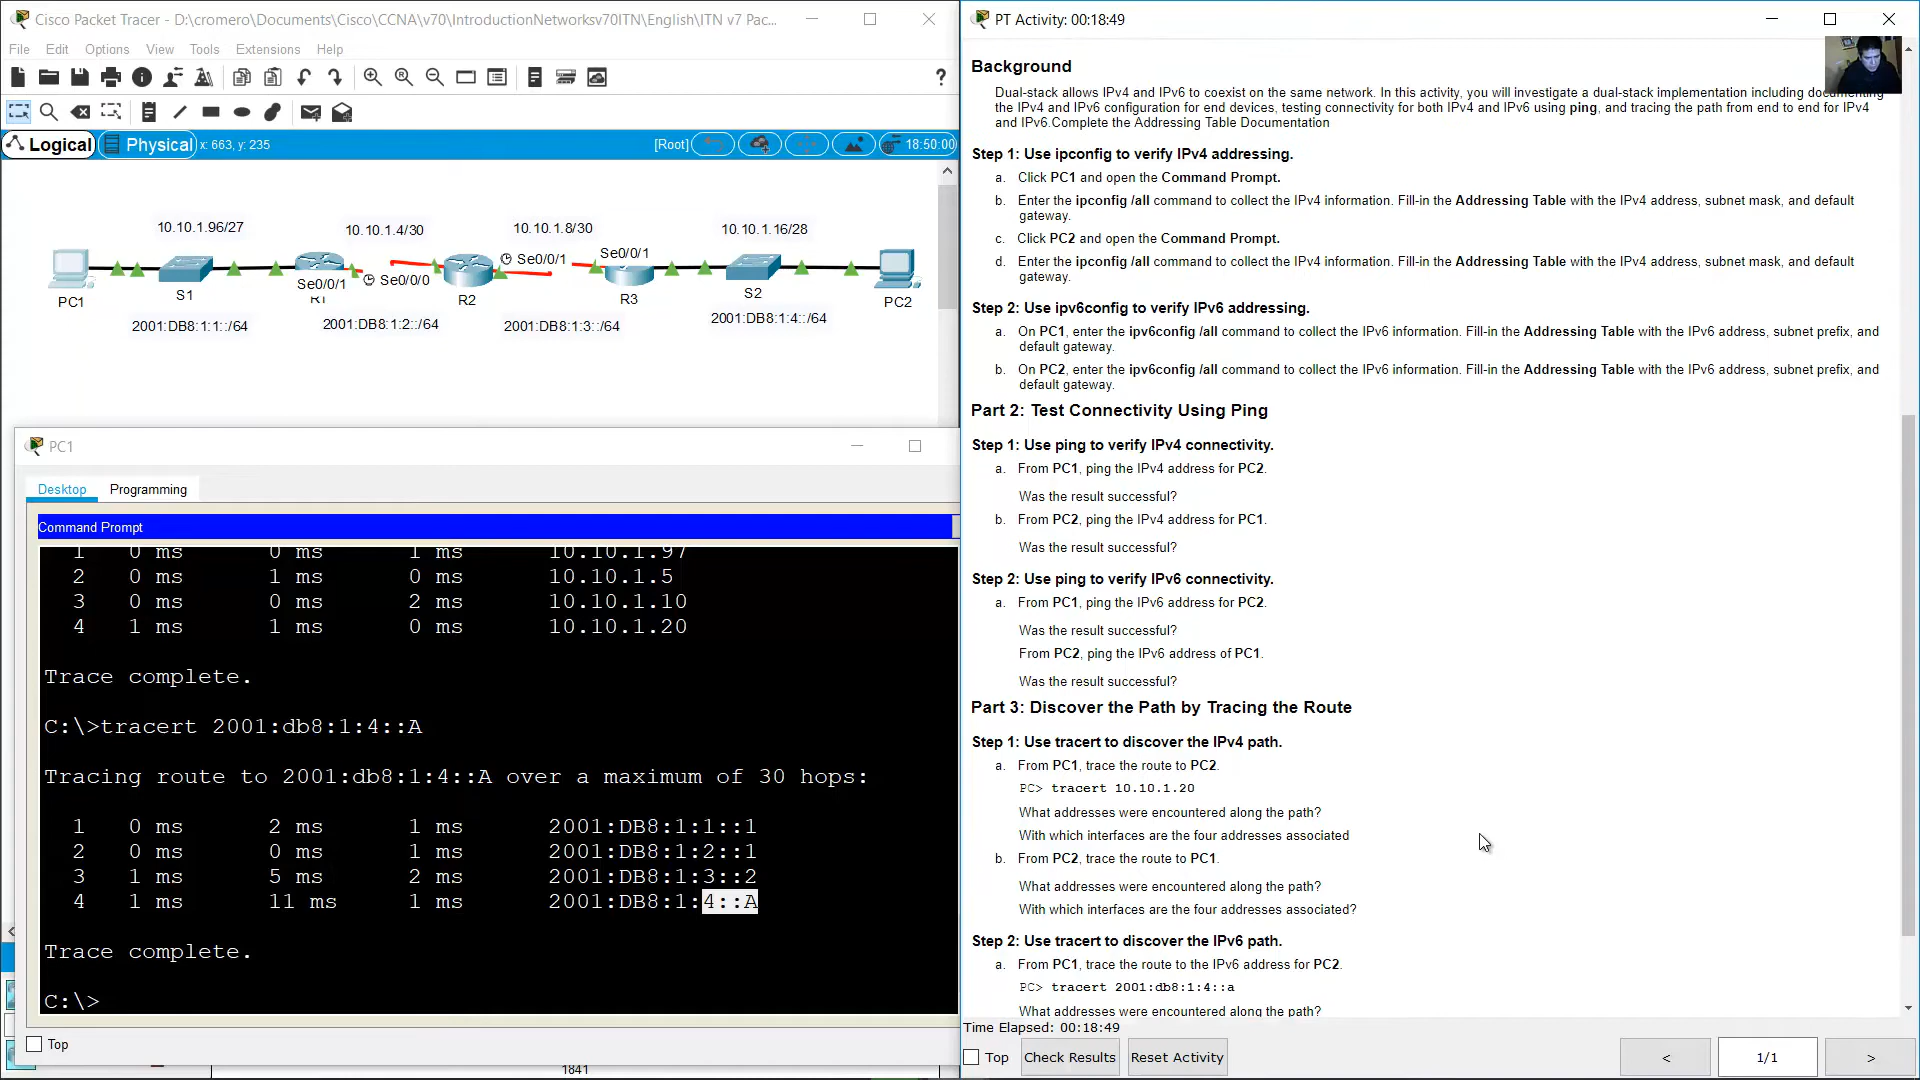 Cisco Packet Tracer - D:\cromero\Documents\Cisco\CCNA\v70\IntroductionNetworksv70ITN\English\ITN v7 Pac...
File Edit Options View Tools Extensions Help
?
Logical Physical x: 663, y: 235 [Root] 18:50:00
10.10.1.96/27 10.10.1.4/30 10.10.1.8/30 10.10.1.16/28
Se0/0/1 Se0/0/1
Se0/0/1 Se0/0/0
PC1 S1 R1 R2 R3 S2 PC2
2001:DB8:1:1::/64 2001:DB8:1:2::/64 2001:DB8:1:3::/64 2001:DB8:1:4::/64
PC1
Desktop Programming
Command Prompt
1 0 ms 0 ms 1 ms 10.10.1.97
2 0 ms 1 ms 0 ms 10.10.1.5
3 0 ms 0 ms 2 ms 10.10.1.10
4 1 ms 1 ms 0 ms 10.10.1.20
Trace complete.
C:\>tracert 2001:db8:1:4::A
Tracing route to 2001:db8:1:4::A over a maximum of 30 hops:
1 0 ms 2 ms 1 ms 2001:DB8:1:1::1
2 0 ms 0 ms 1 ms 2001:DB8:1:2::1
3 1 ms 5 ms 2 ms 2001:DB8:1:3::2
4 1 ms 11 ms 1 ms 2001:DB8:1:4::A
Trace complete.
C:\>
Top
1841
PT Activity: 00:18:49
Background
Dual-stack allows IPv4 and IPv6 to coexist on the same network. In this activity, you will investigate a dual-stack implementation including documenting
the IPv4 and IPv6 configuration for end devices, testing connectivity for both IPv4 and IPv6 using ping, and tracing the path from end to end for IPv4
and IPv6.Complete the Addressing Table Documentation
Step 1: Use ipconfig to verify IPv4 addressing.
a. Click PC1 and open the Command Prompt.
b. Enter the ipconfig /all command to collect the IPv4 information. Fill-in the Addressing Table with the IPv4 address, subnet mask, and default
gateway.
c. Click PC2 and open the Command Prompt.
d. Enter the ipconfig /all command to collect the IPv4 information. Fill-in the Addressing Table with the IPv4 address, subnet mask, and default
gateway.
Step 2: Use ipv6config to verify IPv6 addressing.
a. On PC1, enter the ipv6config /all command to collect the IPv6 information. Fill-in the Addressing Table with the IPv6 address, subnet prefix, and
default gateway.
b. On PC2, enter the ipv6config /all command to collect the IPv6 information. Fill-in the Addressing Table with the IPv6 address, subnet prefix, and
default gateway.
Part 2: Test Connectivity Using Ping
Step 1: Use ping to verify IPv4 connectivity.
a. From PC1, ping the IPv4 address for PC2.
Was the result successful?
b. From PC2, ping the IPv4 address for PC1.
Was the result successful?
Step 2: Use ping to verify IPv6 connectivity.
a. From PC1, ping the IPv6 address for PC2.
Was the result successful?
From PC2, ping the IPv6 address of PC1.
Was the result successful?
Part 3: Discover the Path by Tracing the Route
Step 1: Use tracert to discover the IPv4 path.
a. From PC1, trace the route to PC2.
PC> tracert 10.10.1.20
What addresses were encountered along the path?
With which interfaces are the four addresses associated
b. From PC2, trace the route to PC1.
What addresses were encountered along the path?
With which interfaces are the four addresses associated?
Step 2: Use tracert to discover the IPv6 path.
a. From PC1, trace the route to the IPv6 address for PC2.
PC> tracert 2001:db8:1:4::a
What addresses were encountered along the path?
Time Elapsed: 00:18:49
Top Check Results Reset Activity < 1/1 >